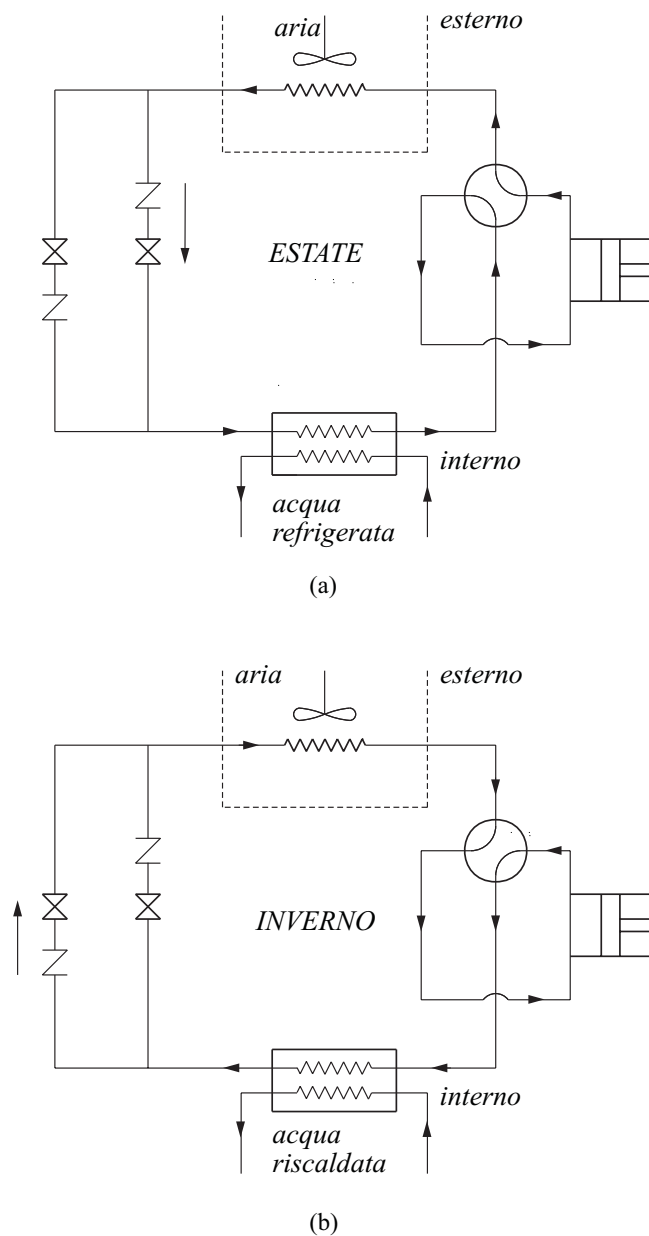 aria esterno
ESTATE
interno
acqua
refrigerata
(a)
aria esterno
INVERNO
interno
acqua
riscaldata
(b)